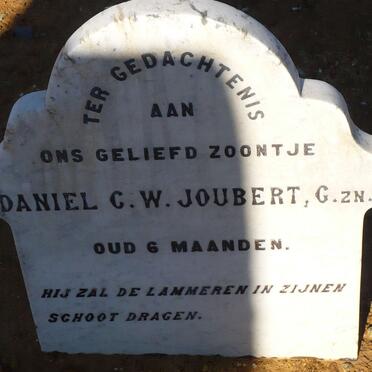 TER GEDACHTENIS
AAN
ONS GELIEFD ZOONTJE
DANIEL C. W. JOUBERT, G.ZN.
OUD 6 MAANDEN.
HIJ ZAL DE LAMMEREN IN ZIJNEN
SCHOOT DRAGEN.